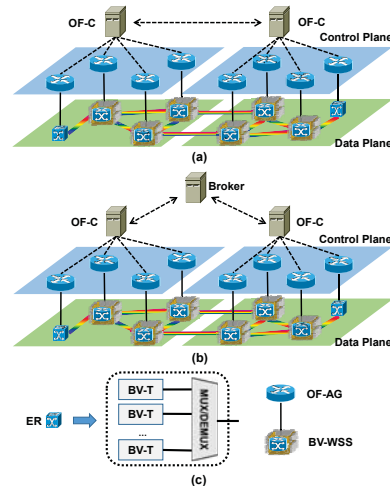 OF-C
OF-C
Control Plane
Data Plane
(a)
Broker
OF-C
OF-C
Control Plane
Data Plane
(b)
BV-T
BV-T
...
BV-T
MUX/DEMUX
ER
OF-AG
BV-WSS
(c)